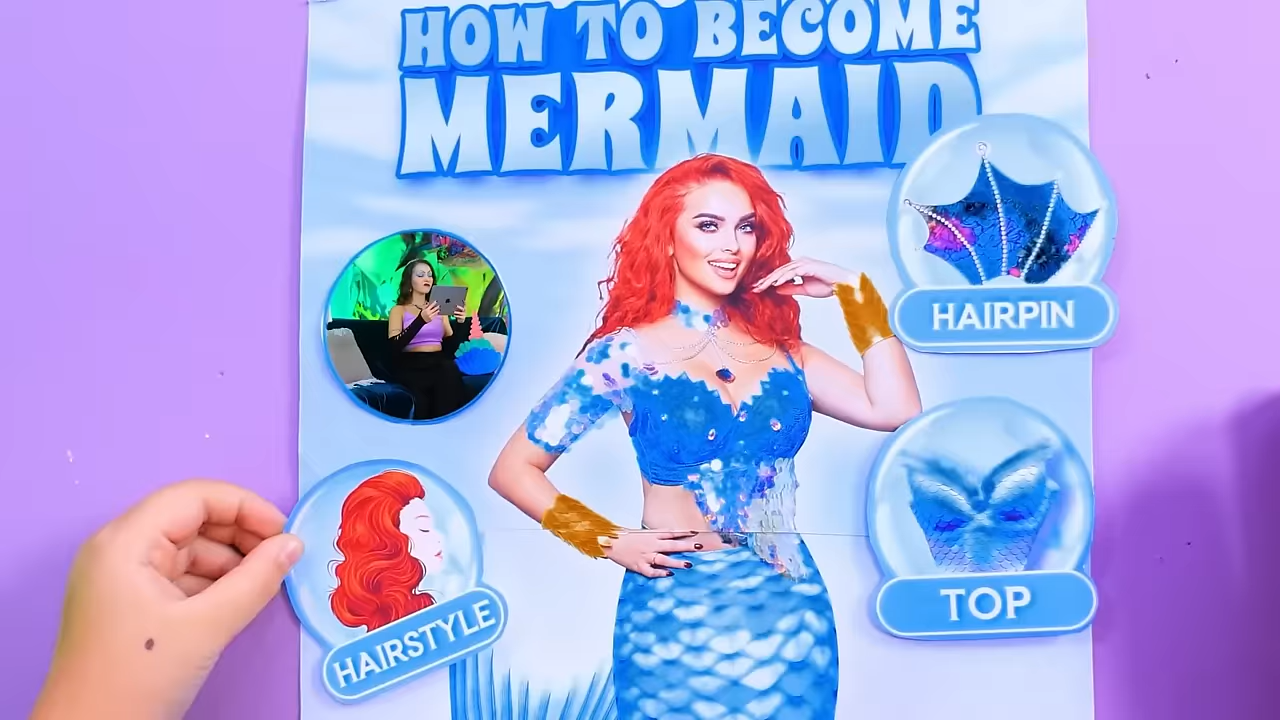 HOW TO BECOME
MERMAID
HAIRPIN
HAIRSTYLE
TOP